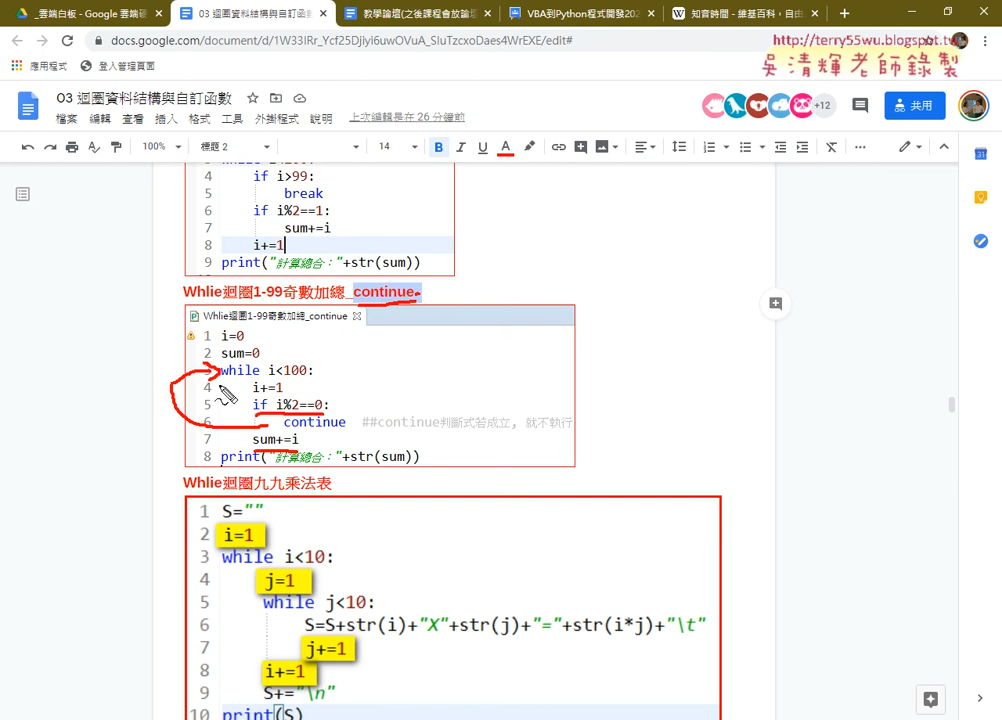 _雲端白板 - Google 雲端硬
03 迴圈資料結構與自訂函數
教學論壇(之後課程會放論壇
VBA到Python程式開發202
知音時間 - 維基百科，自由
docs.google.com/document/d/1W33lRr_Ycf25DjIyi6uwOVuA_SluTzcxoDaes4WrEXE/edit#
http://terry55wu.blogspot.tw
應用程式
登入管理頁面
吳清輝老師錄製
03 迴圈資料結構與自訂函數
檔案 編輯 查看 插入 格式 工具 外掛程式 說明 上次編輯是在 26 分鐘前
+12
共用
100%
標題 2
14
B I U A
4 if i>99:
5 break
6 if i%2==1:
7 sum+=i
8 i+=1
9 print("計算總合："+str(sum))
Whlie迴圈1-99奇數加總_continue
Whlie迴圈1-99奇數加總_continue
1 i=0
2 sum=0
3 while i<100:
4 i+=1
5 if i%2==0:
6 continue ##continue判斷式若成立, 就不執行
7 sum+=i
8 print("計算總合："+str(sum))
Whlie迴圈九九乘法表
1 S=""
2 i=1
3 while i<10:
4 j=1
5 while j<10:
6 S=S+str(i)+"X"+str(j)+"="+str(i*j)+"\t"
7 j+=1
8 i+=1
9 S+="\n"
10 print(S)